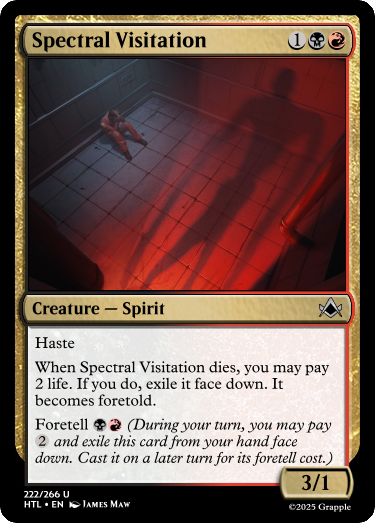 Spectral Visitation 1
Creature — Spirit
Haste
When Spectral Visitation dies, you may pay
2 life. If you do, exile it face down. It
becomes foretold.
Foretell (During your turn, you may pay
2 and exile this card from your hand face
down. Cast it on a later turn for its foretell cost.)
3/1
222/266 U
HTL • EN James Maw
©2025 Grapple